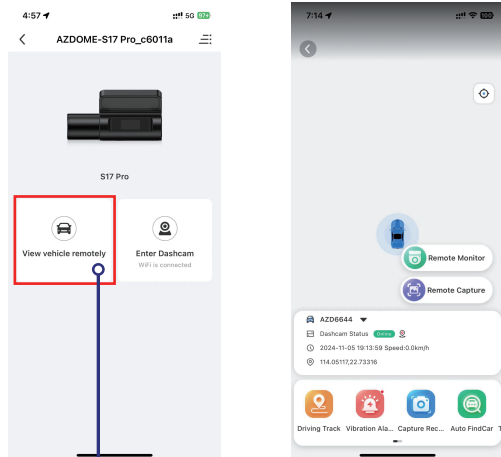 4:57
5G 97
AZDOME-S17 Pro_c6011a
S17 Pro
View vehicle remotely
Enter Dashcam
WiFi is connected
7:14
Remote Monitor
Remote Capture
AZD6644
Dashcam Status Online
2024-11-05 19:13:59 Speed:0.0km/h
114.05117,22.73316
Driving Track Vibration Ala... Capture Rec... Auto FindCar T